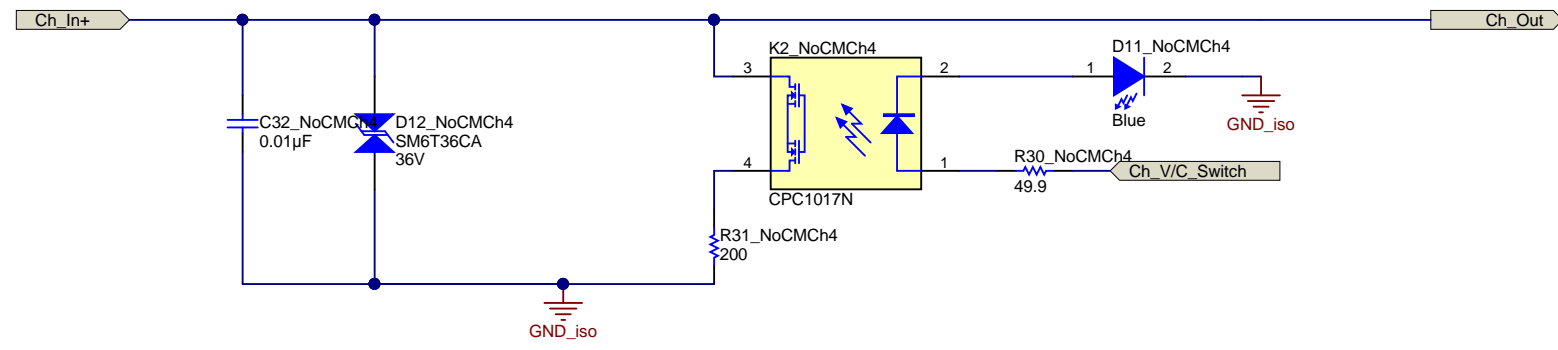 Ch_In+
Ch_Out
K2_NoCMCh4
D11_NoCMCh4
3
2
1
2
Blue
GND_iso
C32_NoCMCh4
0.01µF
D12_NoCMCh4
SM6T36CA
36V
4
1
R30_NoCMCh4
49.9
Ch_V/C_Switch
CPC1017N
R31_NoCMCh4
200
GND_iso